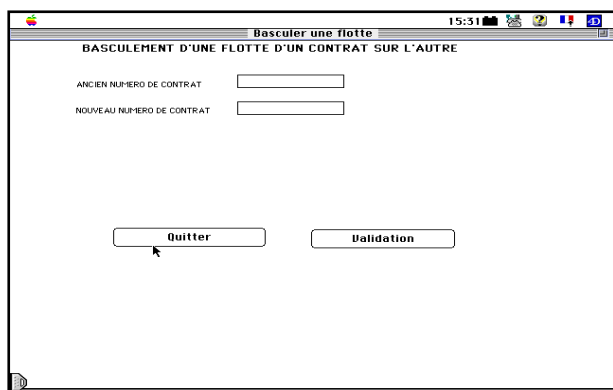 15:31
Basculer une flotte
BASCULEMENT D'UNE FLOTTE D'UN CONTRAT SUR L'AUTRE
ANCIEN NUMERO DE CONTRAT
NOUVEAU NUMERO DE CONTRAT
Quitter
Validation